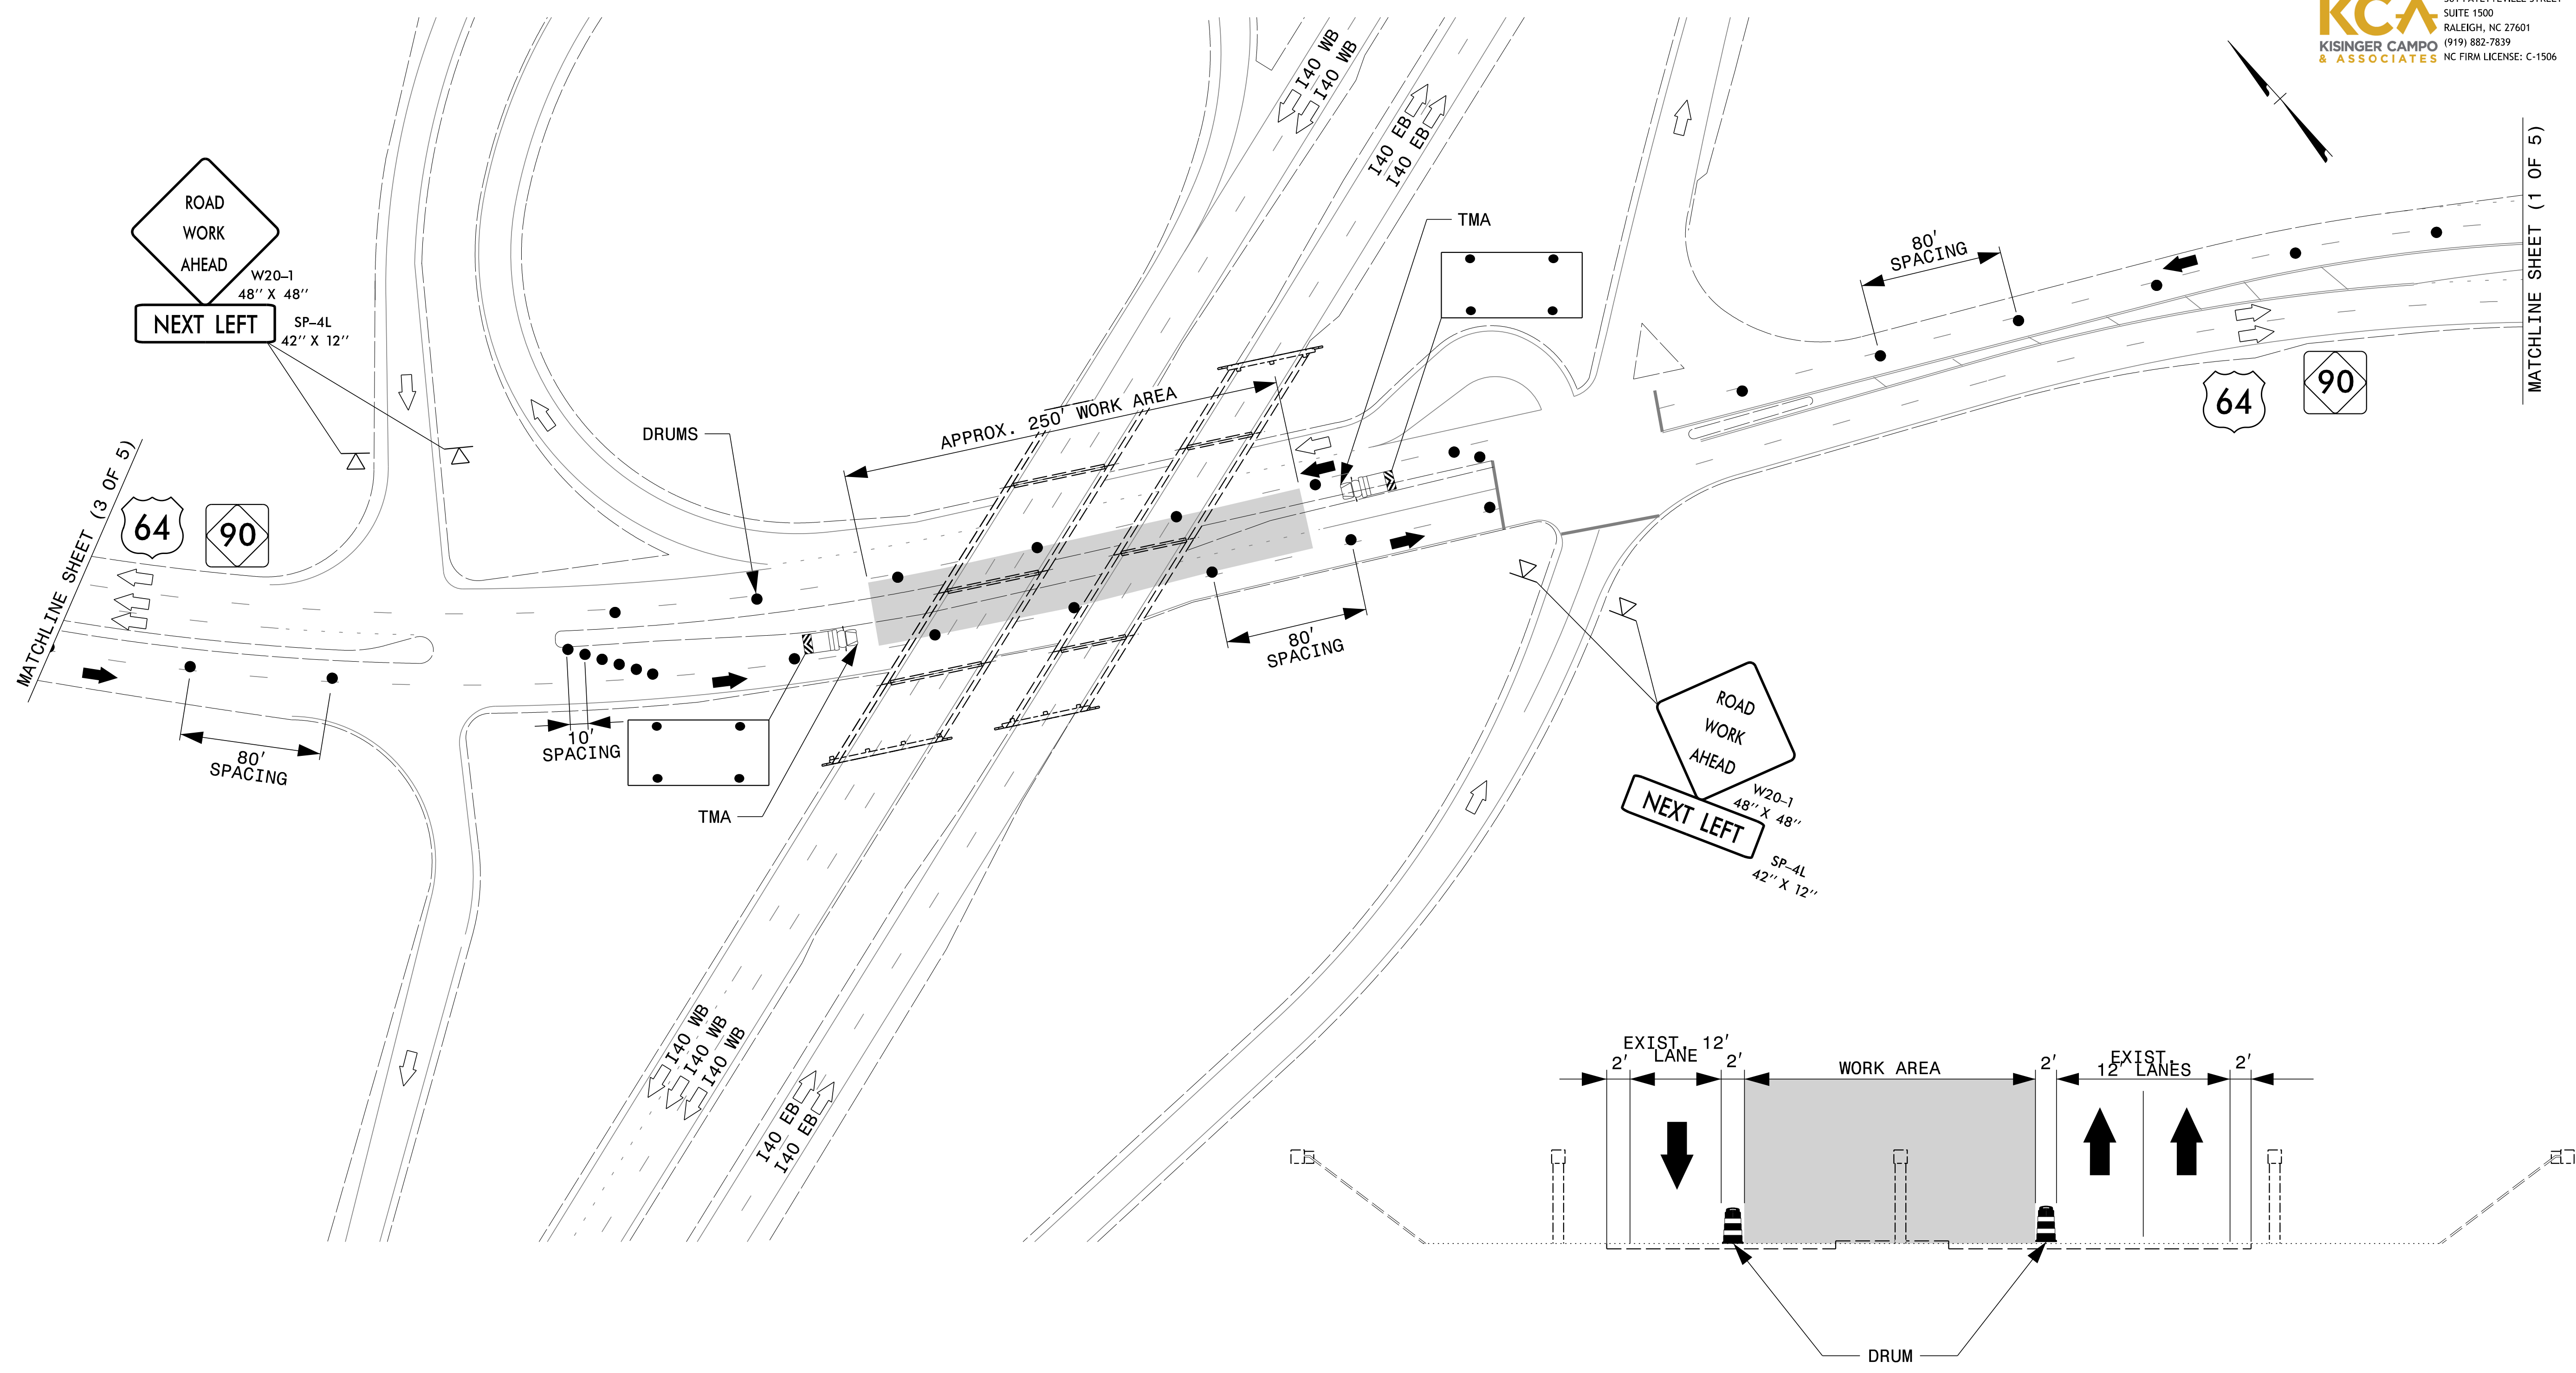 KCA
KISINGER CAMPO
& ASSOCIATES
SUITE 1500
RALEIGH, NC 27601
(919) 882-7839
NC FIRM LICENSE: C-1506
I40 WB
I40 WB
I40 EB
I40 EB
MATCHLINE SHEET (1 OF 5)
ROAD
WORK
AHEAD
W20-1
48'' X 48''
NEXT LEFT
SP-4L
42'' X 12''
TMA
80'
SPACING
64
90
DRUMS
APPROX. 250' WORK AREA
MATCHLINE SHEET (3 OF 5)
64
90
80'
SPACING
10'
SPACING
TMA
80'
SPACING
ROAD
WORK
AHEAD
W20-1
48'' X 48''
NEXT LEFT
SP-4L
42'' X 12''
I40 WB
I40 WB
I40 WB
I40 EB
I40 EB
EXIST. 12'
LANE
2'
2'
WORK AREA
2'
EXIST.
12' LANES
2'
DRUM